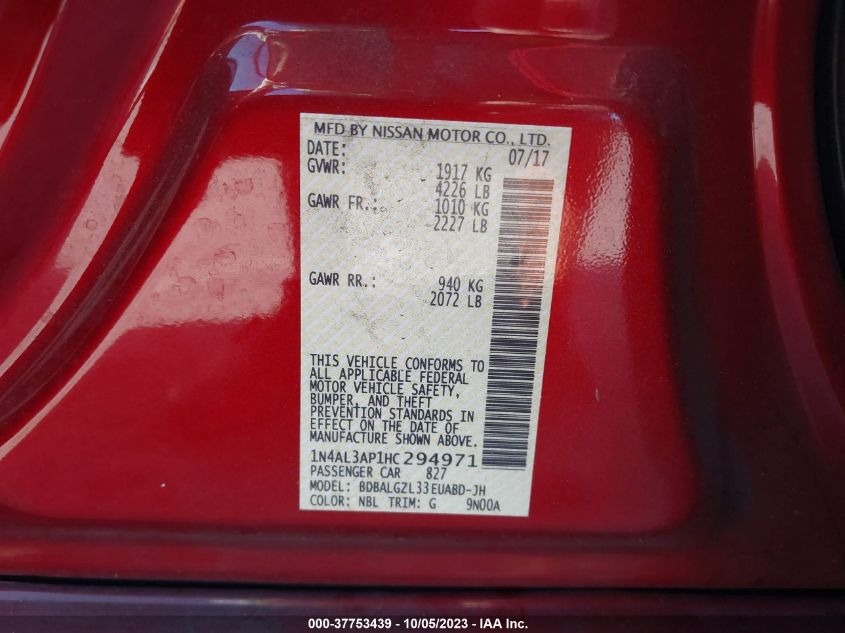 MFD BY NISSAN MOTOR CO., LTD.
DATE: 07/17
GVWR: 1917 KG
4226 LB
GAWR FR.: 1010 KG
2227 LB
GAWR RR.: 940 KG
2072 LB
THIS VEHICLE CONFORMS TO
ALL APPLICABLE FEDERAL
MOTOR VEHICLE SAFETY,
BUMPER, AND THEFT
PREVENTION STANDARDS IN
EFFECT ON THE DATE OF
MANUFACTURE SHOWN ABOVE.
1N4AL3AP1HC294971
PASSENGER CAR 827
MODEL: BDBALGZL33EUABD-JH
COLOR: NBL TRIM: G 9N00A
000-37753439 - 10/05/2023 - IAA Inc.